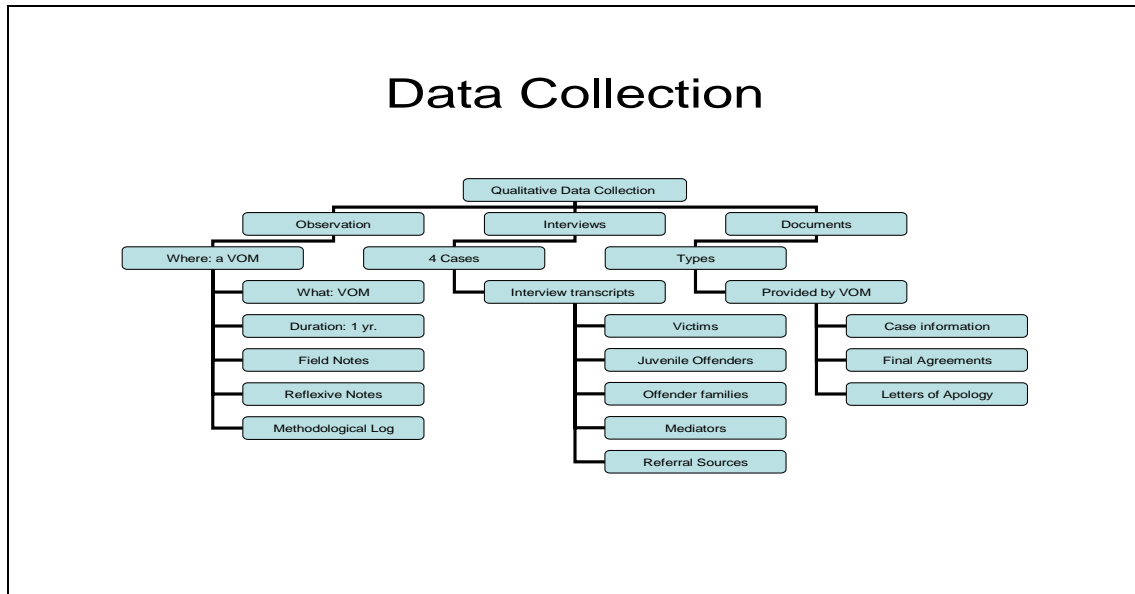 Data Collection
Qualitative Data Collection
Observation
Interviews
Documents
Where: a VOM
4 Cases
Types
What: VOM
Interview transcripts
Provided by VOM
Duration: 1 yr.
Victims
Case information
Field Notes
Juvenile Offenders
Final Agreements
Reflexive Notes
Offender families
Letters of Apology
Methodological Log
Mediators
Referral Sources